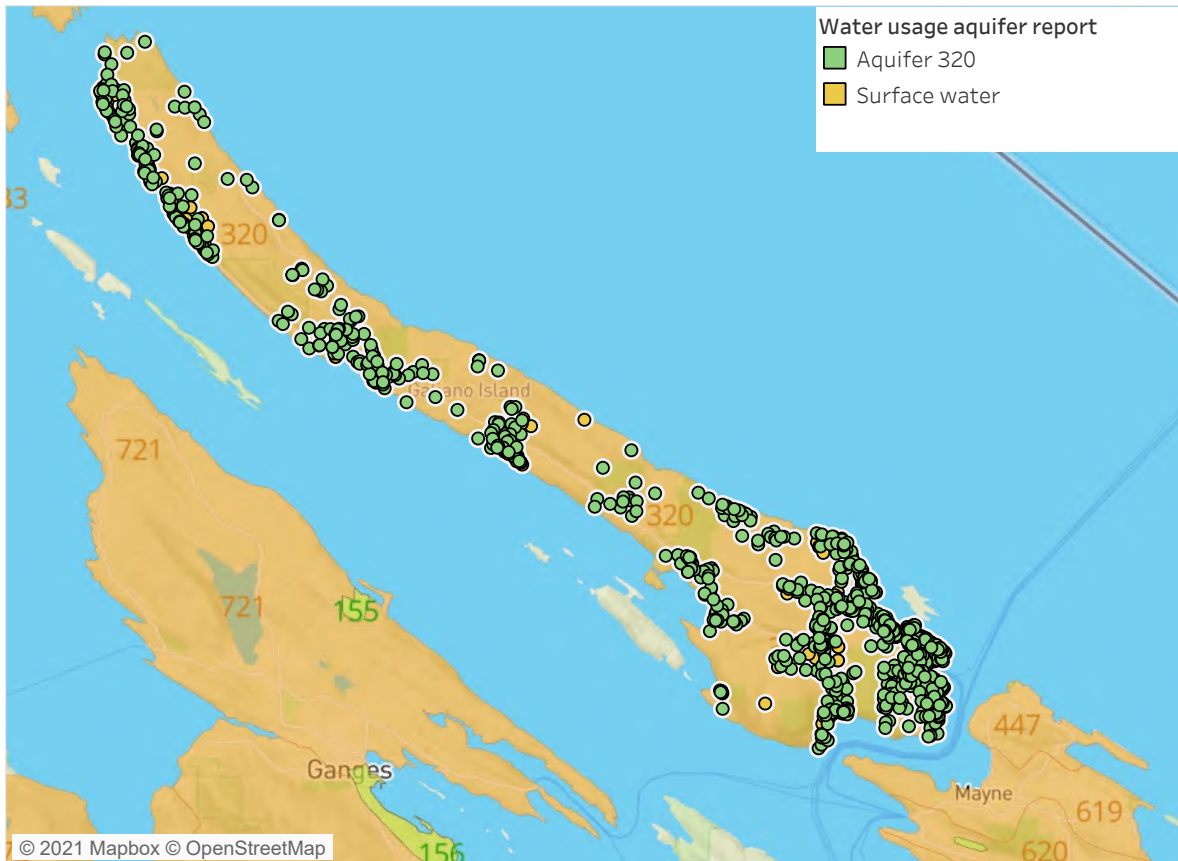 Water usage aquifer report
Aquifer 320
Surface water
33
320
Galiano Island
721
320
721
155
447
Ganges
Mayne
619
156
620
© 2021 Mapbox © OpenStreetMap